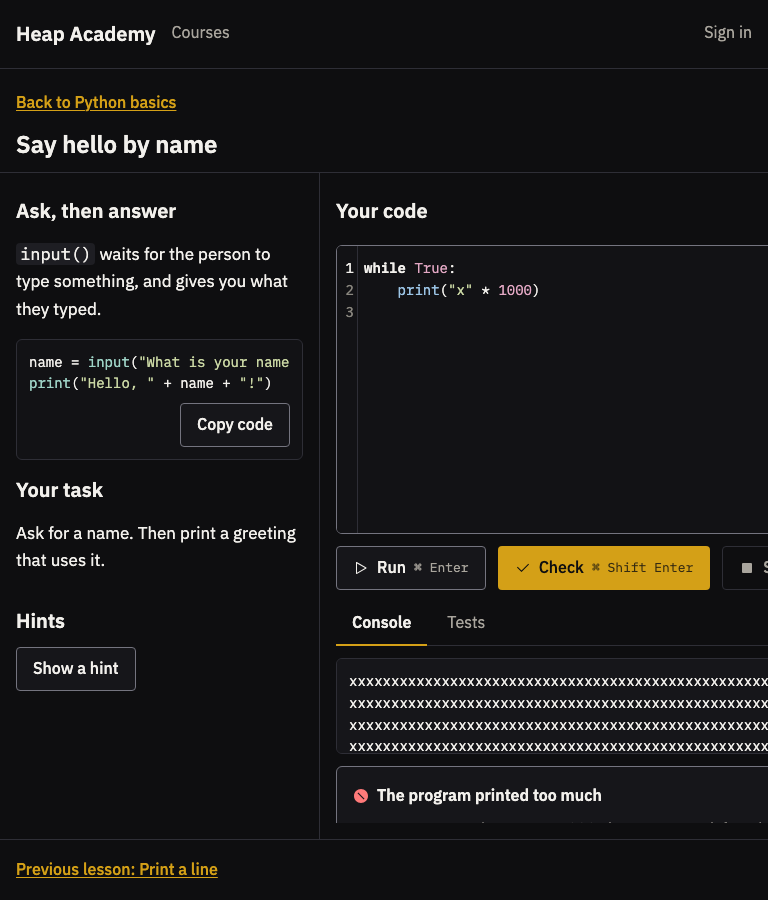 Heap Academy Courses Sign in
Back to Python basics
Say hello by name
Ask, then answer
input() waits for the person to
type something, and gives you what
they typed.
name = input("What is your name
print("Hello, " + name + "!")
Copy code
Your task
Ask for a name. Then print a greeting
that uses it.
Hints
Show a hint
Your code
1 while True:
2     print("x" * 1000)
3
Run ⌘ Enter Check ⌘ Shift Enter S
Console Tests
xxxxxxxxxxxxxxxxxxxxxxxxxxxxxxxxxxxxxxxxxxxxxxxxxx
xxxxxxxxxxxxxxxxxxxxxxxxxxxxxxxxxxxxxxxxxxxxxxxxxx
xxxxxxxxxxxxxxxxxxxxxxxxxxxxxxxxxxxxxxxxxxxxxxxxxx
xxxxxxxxxxxxxxxxxxxxxxxxxxxxxxxxxxxxxxxxxxxxxxxxxx
The program printed too much
Previous lesson: Print a line